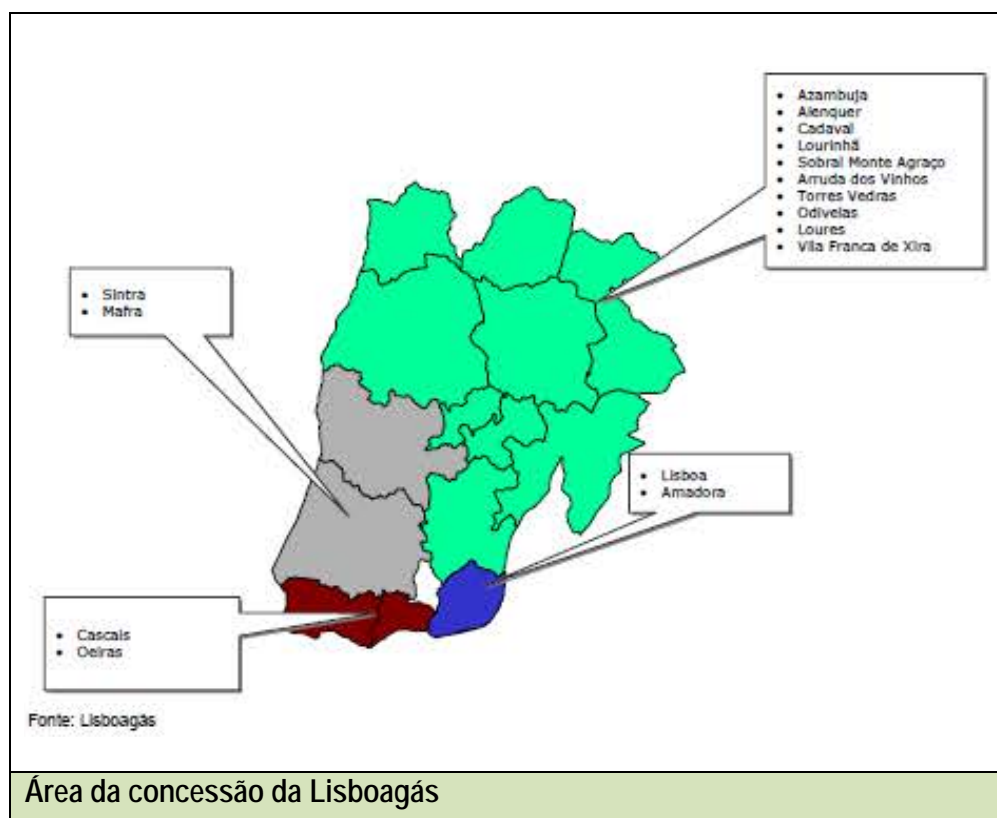 • Azambuja
• Alenquer
• Cadaval
• Lourinhã
• Sobral Monte Agraço
• Arruda dos Vinhos
• Torres Vedras
• Odivelas
• Loures
• Vila Franca de Xira
• Sintra
• Mafra
• Lisboa
• Amadora
• Cascais
• Oeiras
Fonte: Lisboagás
Área da concessão da Lisboagás